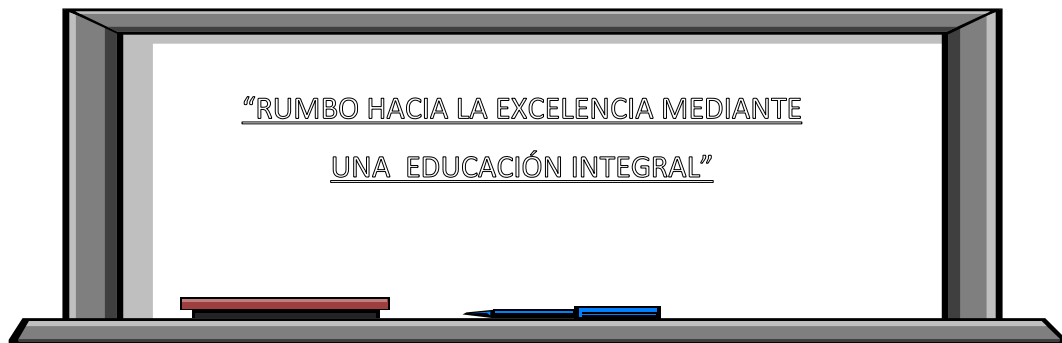 “RUMBO HACIA LA EXCELENCIA MEDIANTE
UNA EDUCACIÓN INTEGRAL”